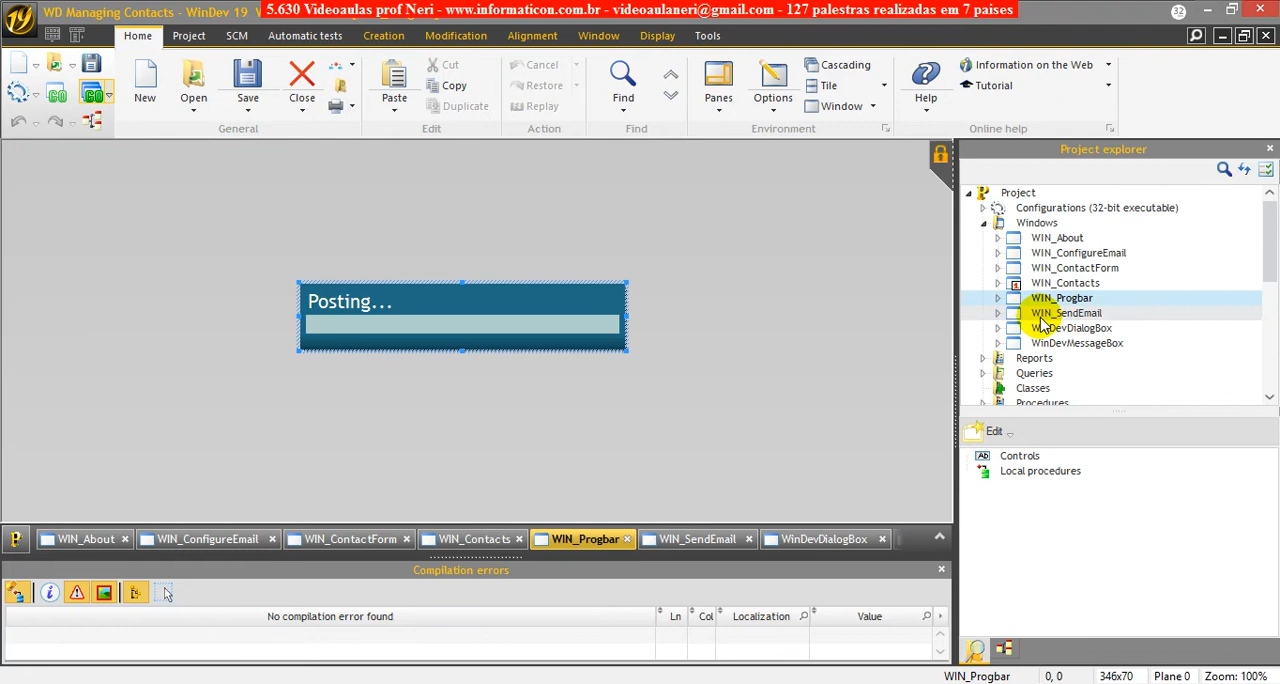 WD Managing Contacts - WinDev 19
5.630 Videoaulas prof Neri - www.informaticon.com.br - videoaulaneri@gmail.com - 127 palestras realizadas em 7 paises
32
Home Project SCM Automatic tests Creation Modification Alignment Window Display Tools
New Open Save Close Paste Cut Copy Duplicate Cancel Restore Replay Find Panes Options Cascading Tile Window Help Information on the Web Tutorial
General Edit Action Find Environment Online help
Project explorer
Project
Configurations (32-bit executable)
Windows
WIN_About
WIN_ConfigureEmail
WIN_ContactForm
WIN_Contacts
WIN_Progbar
WIN_SendEmail
WinDevDialogBox
WinDevMessageBox
Reports
Queries
Classes
Procedures
Posting...
Edit
Controls
Local procedures
WIN_About WIN_ConfigureEmail WIN_ContactForm WIN_Contacts WIN_Progbar WIN_SendEmail WinDevDialogBox
Compilation errors
No compilation error found Ln Col Localization Value
WIN_Progbar 0, 0 346x70 Plane 0 Zoom: 100%